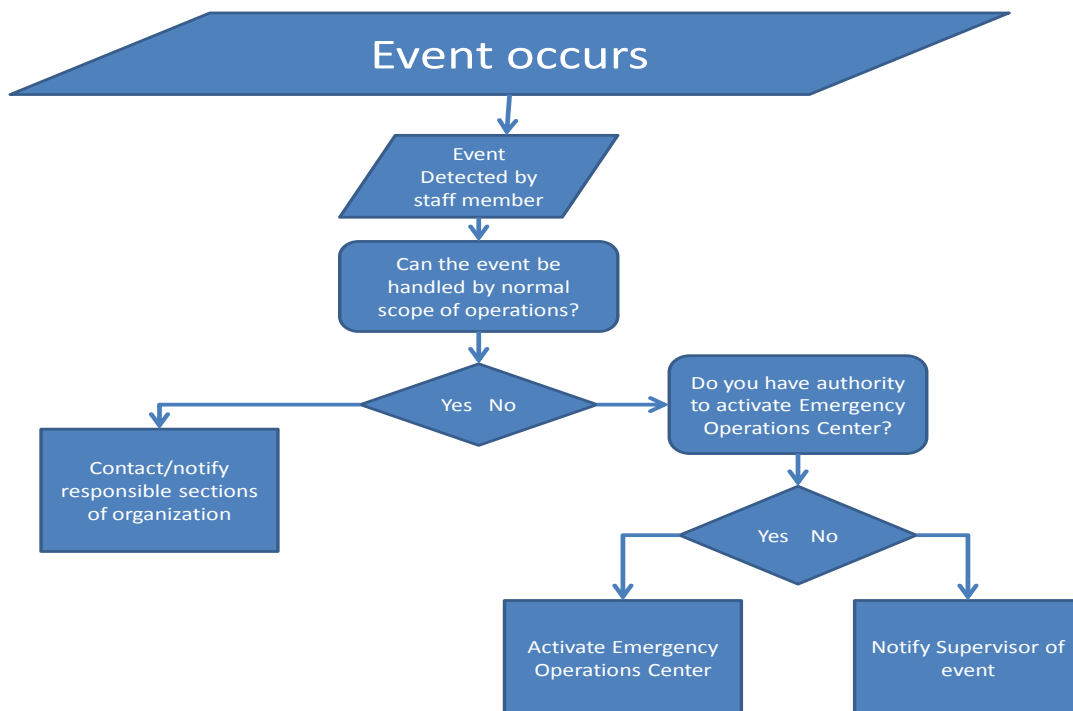 Event occurs
Event
Detected by
staff member
Can the event be
handled by normal
scope of operations?
Yes No
Do you have authority
to activate Emergency
Operations Center?
Contact/notify
responsible sections
of organization
Yes No
Activate Emergency
Operations Center
Notify Supervisor of
event